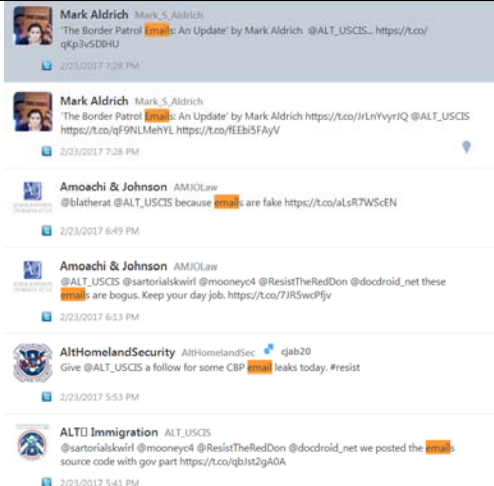 Mark Aldrich Mark_S_Aldrich
'The Border Patrol Emails: An Update' by Mark Aldrich @ALT_USCIS... https://t.co/
qKp3vSDIHU
2/23/2017 7:28 PM
Mark Aldrich Mark_S_Aldrich
'The Border Patrol Emails: An Update' by Mark Aldrich https://t.co/JrLnYvyrJQ @ALT_USCIS
https://t.co/qF9NLMehYL https://t.co/fEEbi5FAyV
2/23/2017 7:28 PM
Amoachi & Johnson AMJOLaw
@blatherat @ALT_USCIS because emails are fake https://t.co/aLsR7WScEN
2/23/2017 6:49 PM
Amoachi & Johnson AMJOLaw
@ALT_USCIS @sartorialskwirl @mooneyc4 @ResistTheRedDon @docdroid_net these
emails are bogus. Keep your day job. https://t.co/7JR5wcPfjv
2/23/2017 6:13 PM
AltHomelandSecurity AltHomelandSec cjab20
Give @ALT_USCIS a follow for some CBP email leaks today. #resist
2/23/2017 5:53 PM
ALT▯ Immigration ALT_USCIS
@sartorialskwirl @mooneyc4 @ResistTheRedDon @docdroid_net we posted the emails
source code with gov part https://t.co/qbJst2gA0A
2/23/2017 5:41 PM